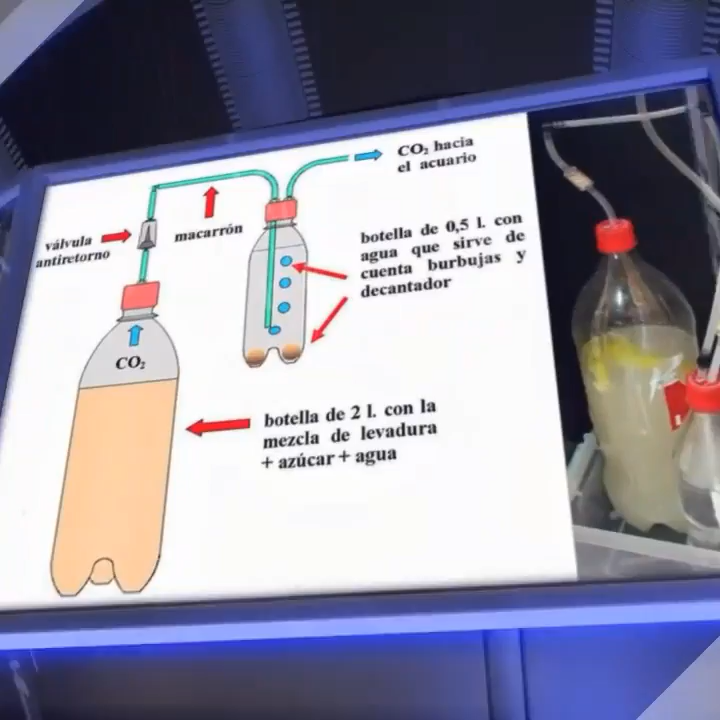 CO₂ hacia
el acuario
válvula
antiretorno
macarrón
botella de 0,5 l. con
agua que sirve de
cuenta burbujas y
decantador
CO₂
botella de 2 l. con la
mezcla de levadura
+ azúcar + agua